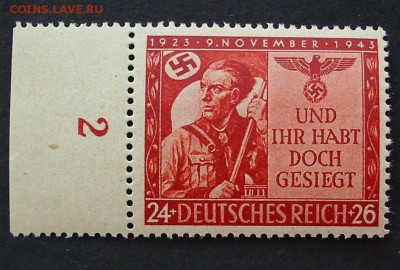 COINS.LAVE.RU
1923 · 9. NOVEMBER · 1943
UND
IHR HABT
DOCH
GESIEGT
24+ DEUTSCHES REICH +26
2